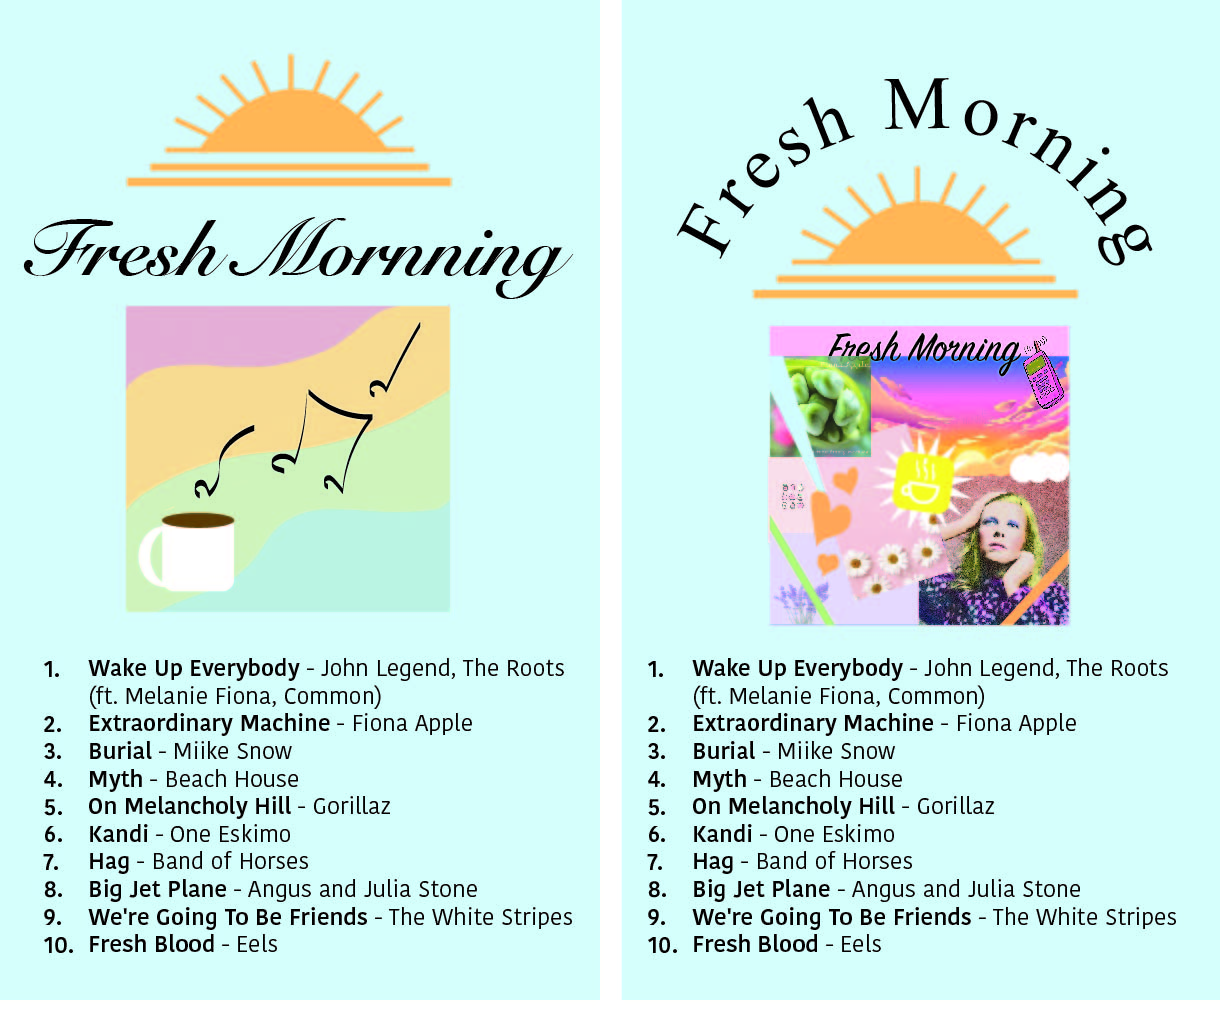 Fresh Mornning
1. Wake Up Everybody - John Legend, The Roots
(ft. Melanie Fiona, Common)
2. Extraordinary Machine - Fiona Apple
3. Burial - Miike Snow
4. Myth - Beach House
5. On Melancholy Hill - Gorillaz
6. Kandi - One Eskimo
7. Hag - Band of Horses
8. Big Jet Plane - Angus and Julia Stone
9. We're Going To Be Friends - The White Stripes
10. Fresh Blood - Eels
Fresh Morning
Fresh Morning
1. Wake Up Everybody - John Legend, The Roots
(ft. Melanie Fiona, Common)
2. Extraordinary Machine - Fiona Apple
3. Burial - Miike Snow
4. Myth - Beach House
5. On Melancholy Hill - Gorillaz
6. Kandi - One Eskimo
7. Hag - Band of Horses
8. Big Jet Plane - Angus and Julia Stone
9. We're Going To Be Friends - The White Stripes
10. Fresh Blood - Eels